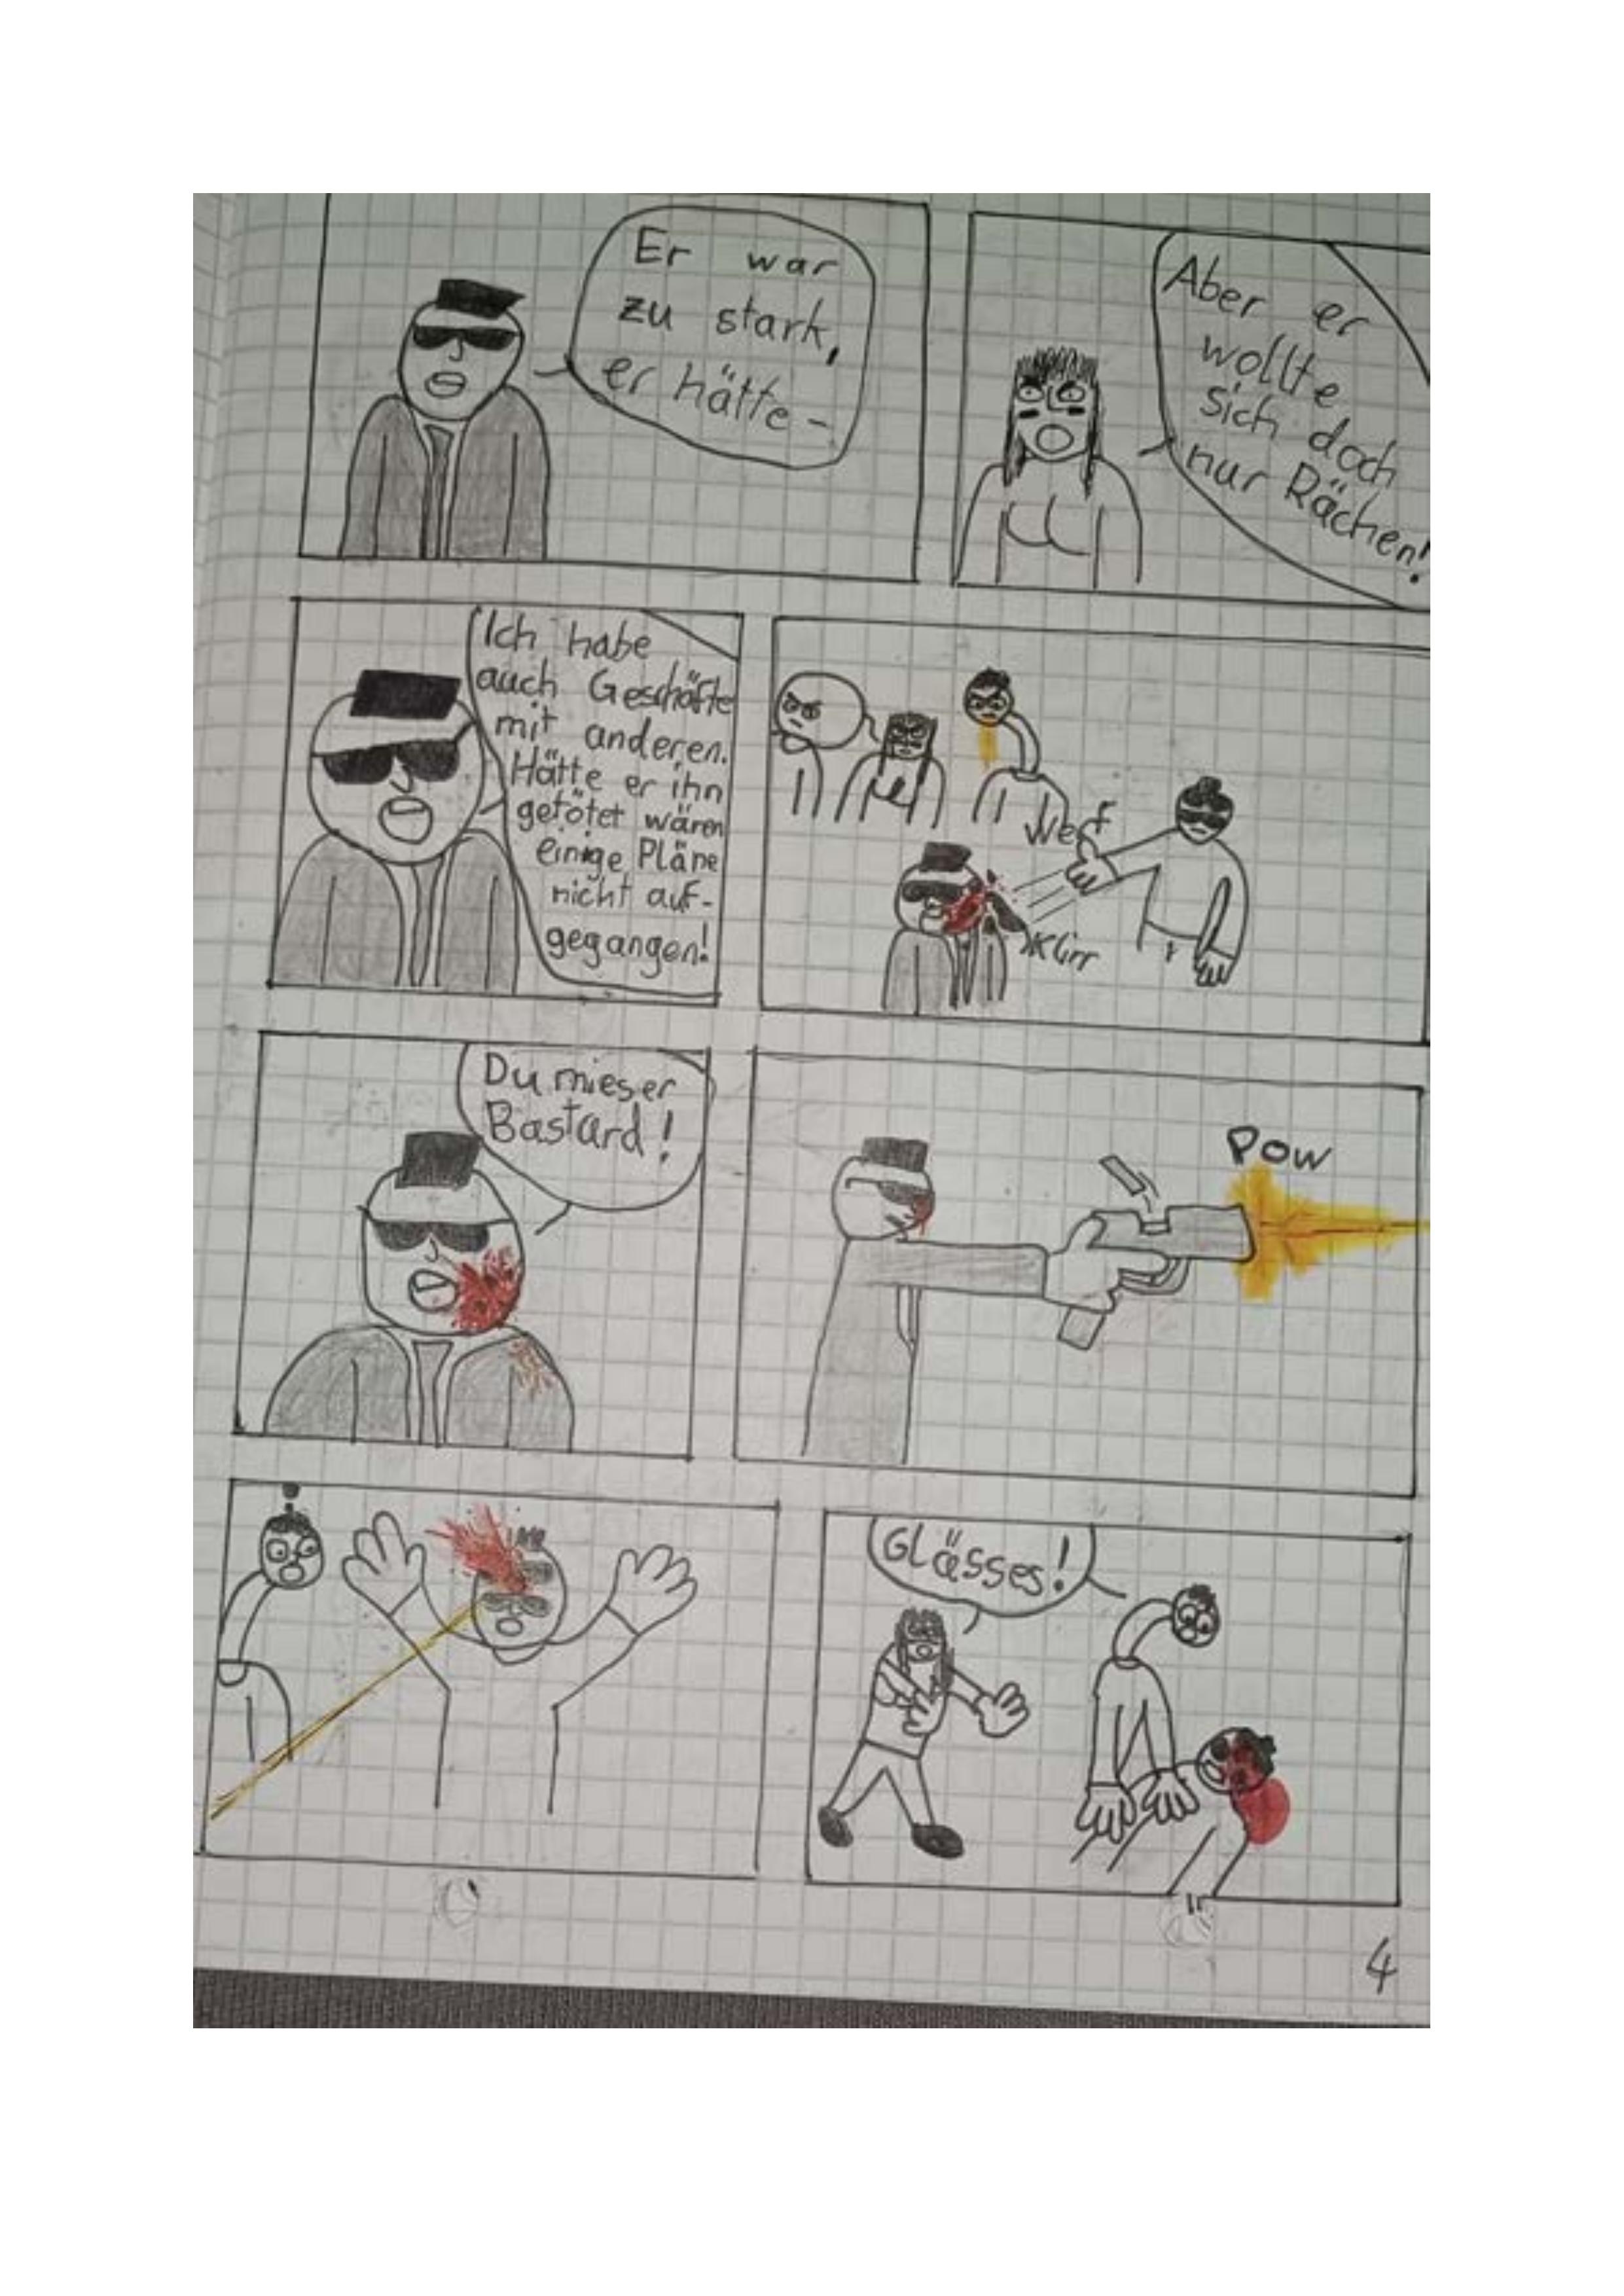 Er war
zu stark,
er hätte-
Aber er
wollte
sich doch
nur Rächen!
Ich habe
auch Geschäfte
mit anderen.
Hätte er ihn
getötet wären
einige Pläne
nicht auf-
gegangen!
Werf
Klirr
Du mieser
Bastard!
Pow
GLässes!
4